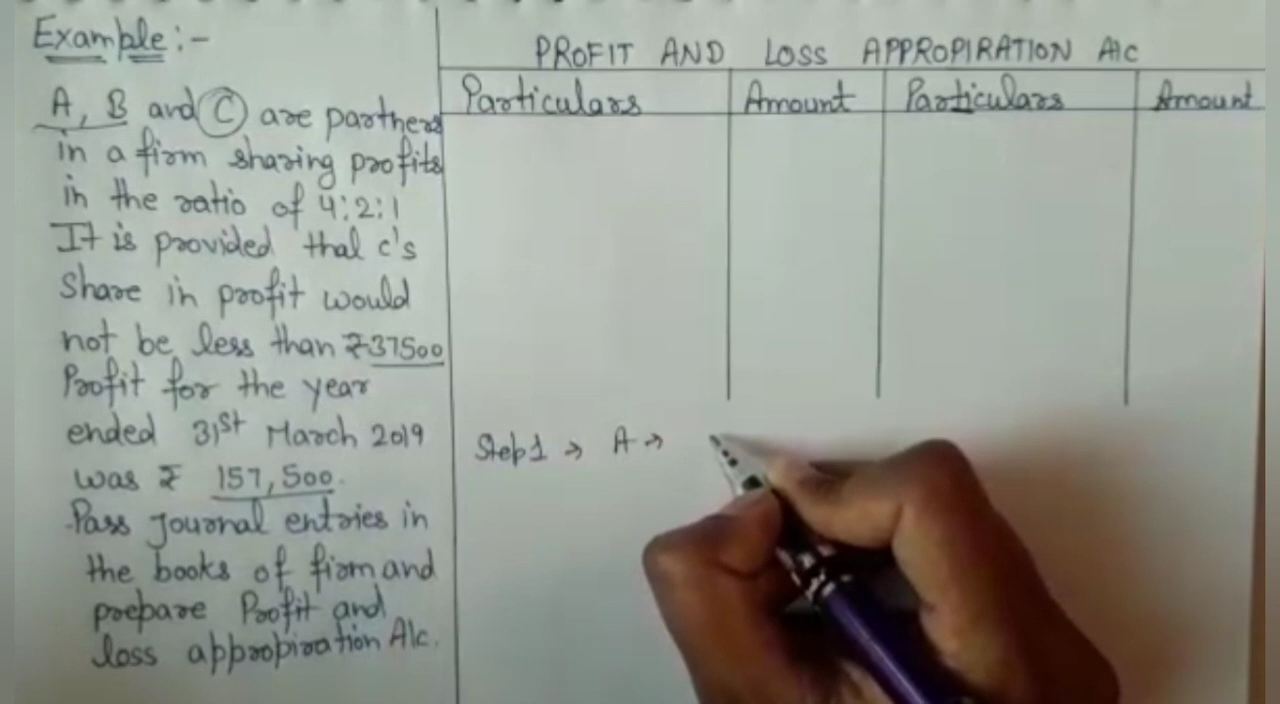 Example:-
A, B and C are partners
in a firm sharing profits
in the ratio of 4:2:1
It is provided that c's
Share in profit would
not be less than ₹37500
Profit for the year
ended 31st March 2019
was ₹ 157,500.
Pass Journal entries in
the books of firm and
prepare Profit and
loss appropiration A/c.
PROFIT AND LOSS APPROPIRATION A/c
Particulars Amount Particulars Amount
Step1 → A →